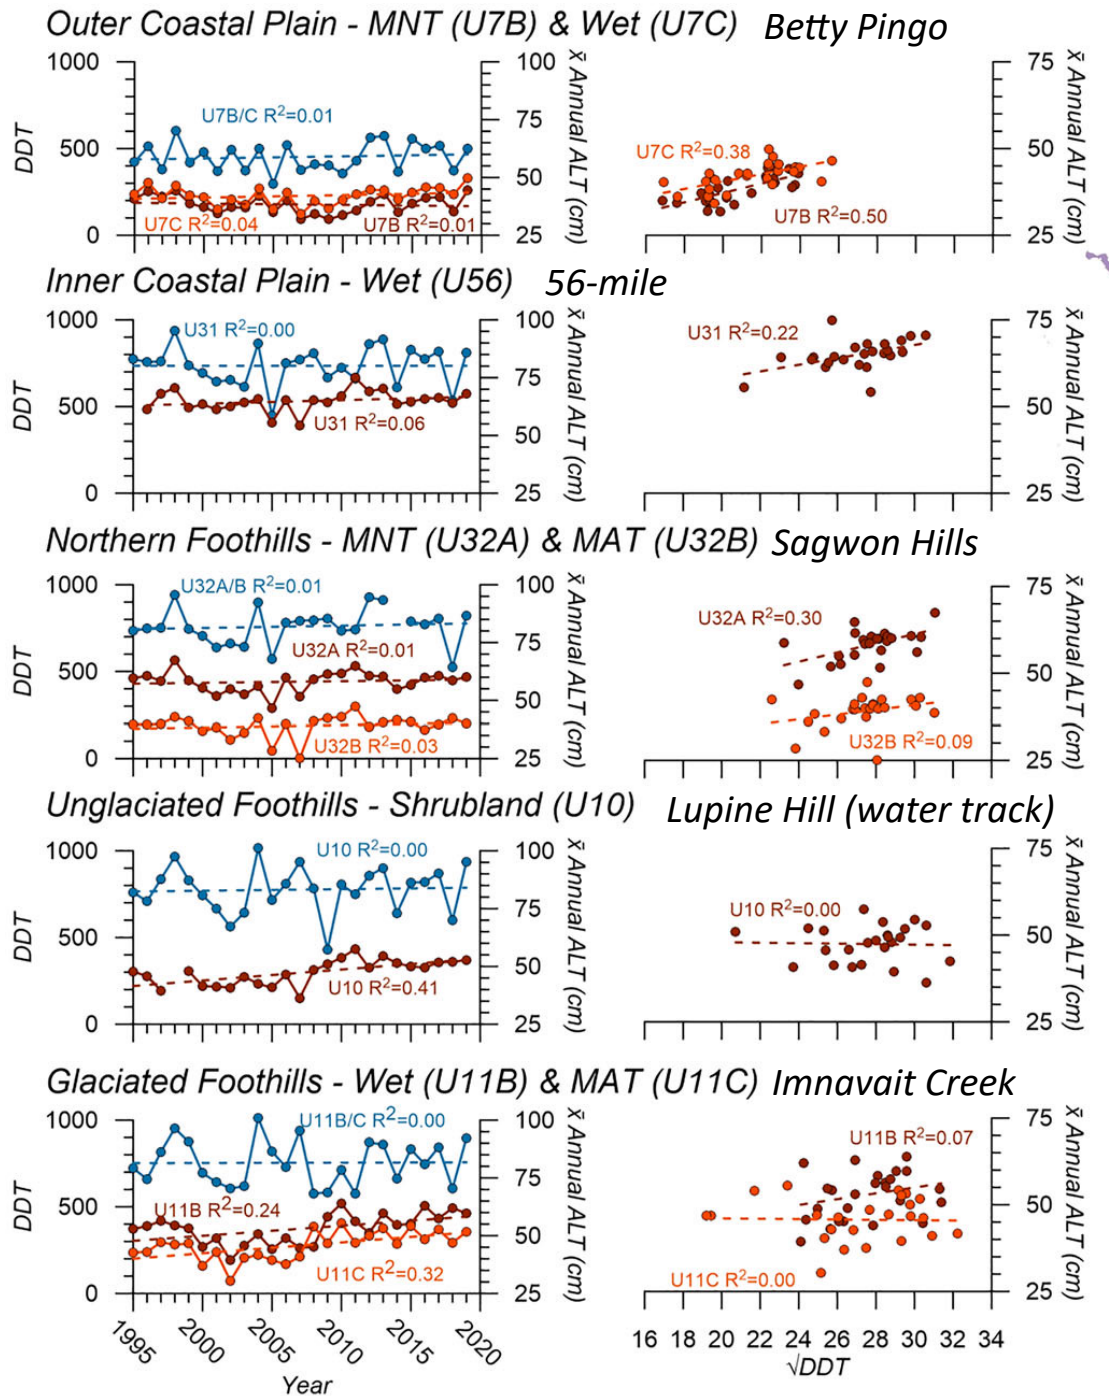 Outer Coastal Plain - MNT (U7B) & Wet (U7C) Betty Pingo
1000
500
0
DDT
100
75
50
25
x̄ Annual ALT (cm)
U7B/C R²=0.01
U7C R²=0.04
U7B R²=0.01
75
50
25
x̄ Annual ALT (cm)
U7C R²=0.38
U7B R²=0.50
Inner Coastal Plain - Wet (U56) 56-mile
1000
500
0
DDT
100
75
50
25
x̄ Annual ALT (cm)
U31 R²=0.00
U31 R²=0.06
75
50
25
x̄ Annual ALT (cm)
U31 R²=0.22
Northern Foothills - MNT (U32A) & MAT (U32B) Sagwon Hills
1000
500
0
DDT
100
75
50
25
x̄ Annual ALT (cm)
U32A/B R²=0.01
U32A R²=0.01
U32B R²=0.03
75
50
25
x̄ Annual ALT (cm)
U32A R²=0.30
U32B R²=0.09
Unglaciated Foothills - Shrubland (U10) Lupine Hill (water track)
1000
500
0
DDT
100
75
50
25
x̄ Annual ALT (cm)
U10 R²=0.00
U10 R²=0.41
75
50
25
x̄ Annual ALT (cm)
U10 R²=0.00
Glaciated Foothills - Wet (U11B) & MAT (U11C) Imnavait Creek
1000
500
0
DDT
100
75
50
25
x̄ Annual ALT (cm)
U11B/C R²=0.00
U11B R²=0.24
U11C R²=0.32
1995 2000 2005 2010 2015 2020
Year
75
50
25
x̄ Annual ALT (cm)
U11B R²=0.07
U11C R²=0.00
16 18 20 22 24 26 28 30 32 34
√DDT